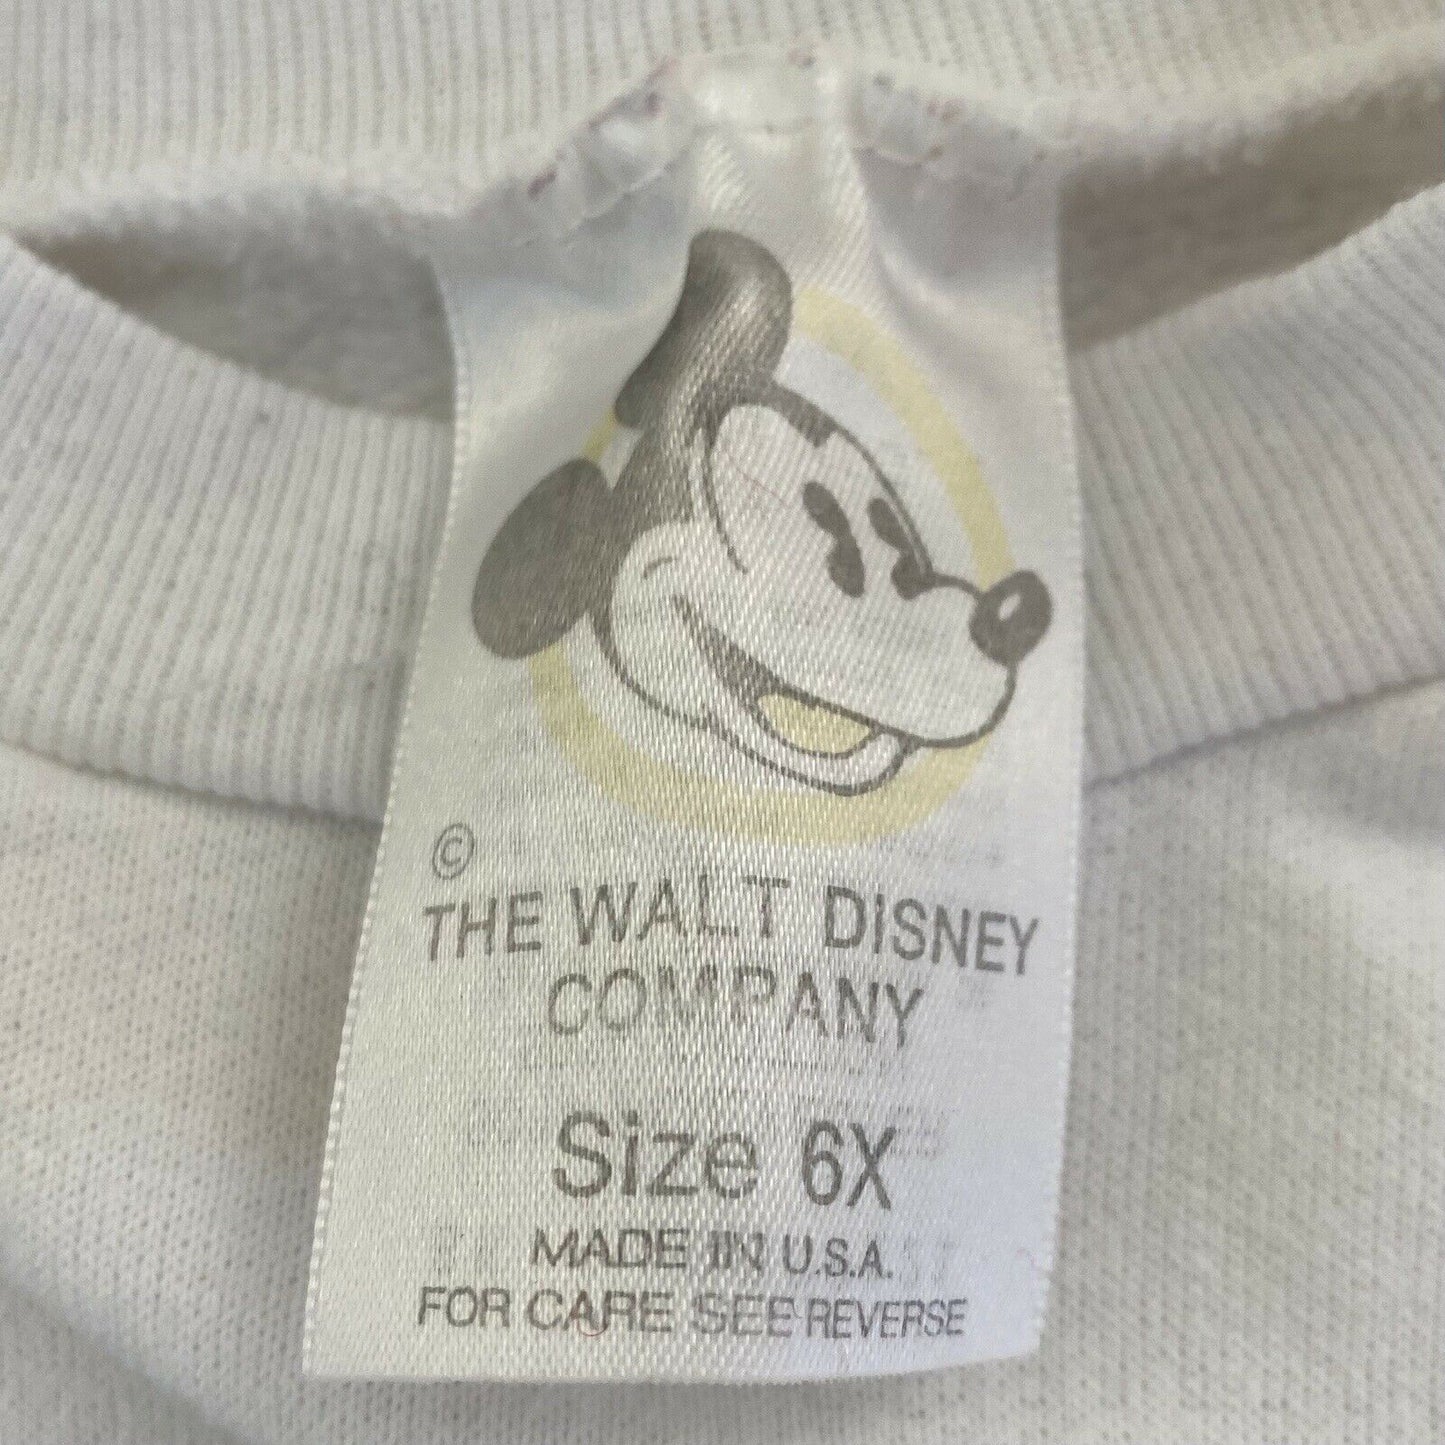 ©
THE WALT DISNEY
COMPANY
Size 6X
MADE IN U.S.A.
FOR CARE SEE REVERSE